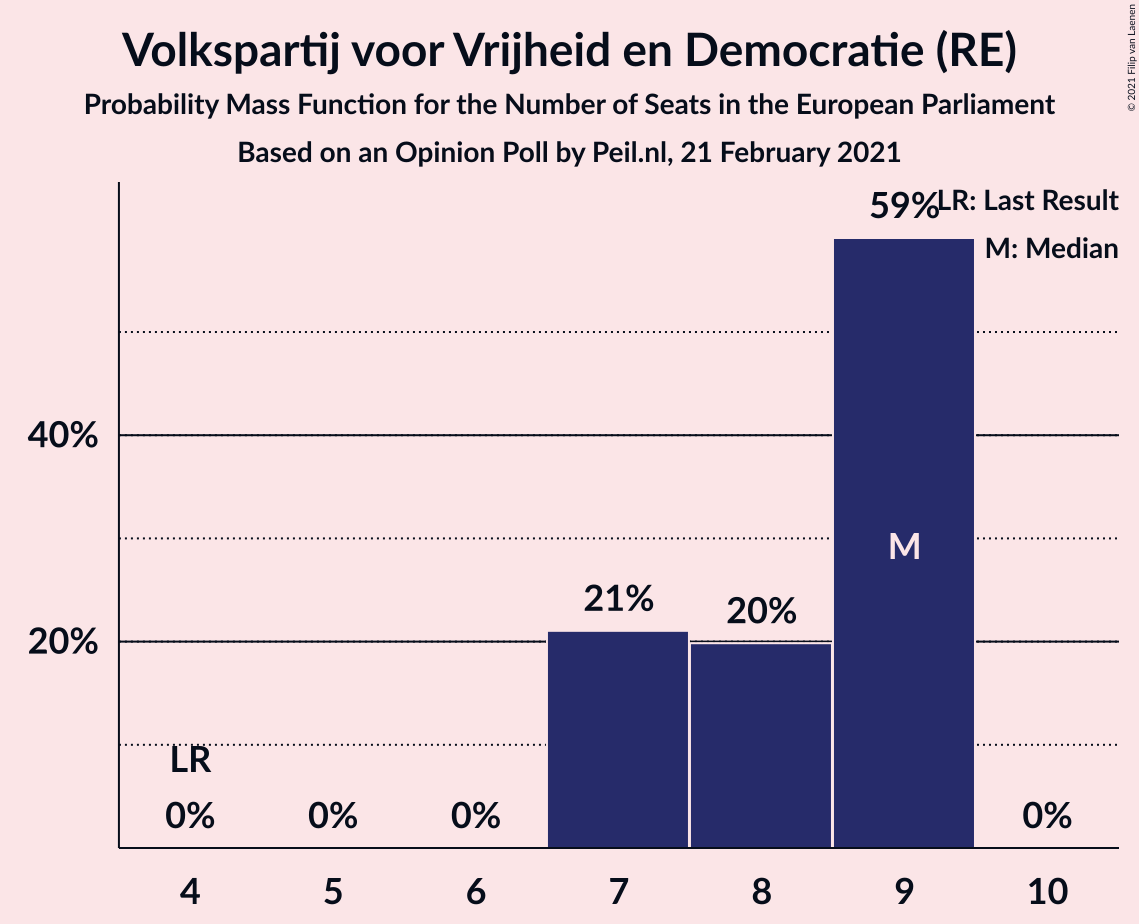 Volkspartij voor Vrijheid en Democratie (RE)
Probability Mass Function for the Number of Seats in the European Parliament
Based on an Opinion Poll by Peil.nl, 21 February 2021
© 2021 Filip van Laenen
LR: Last Result
M: Median
59%
40%
M
21%
20%
20%
LR
0%
0%
0%
0%
4
5
6
7
8
9
10